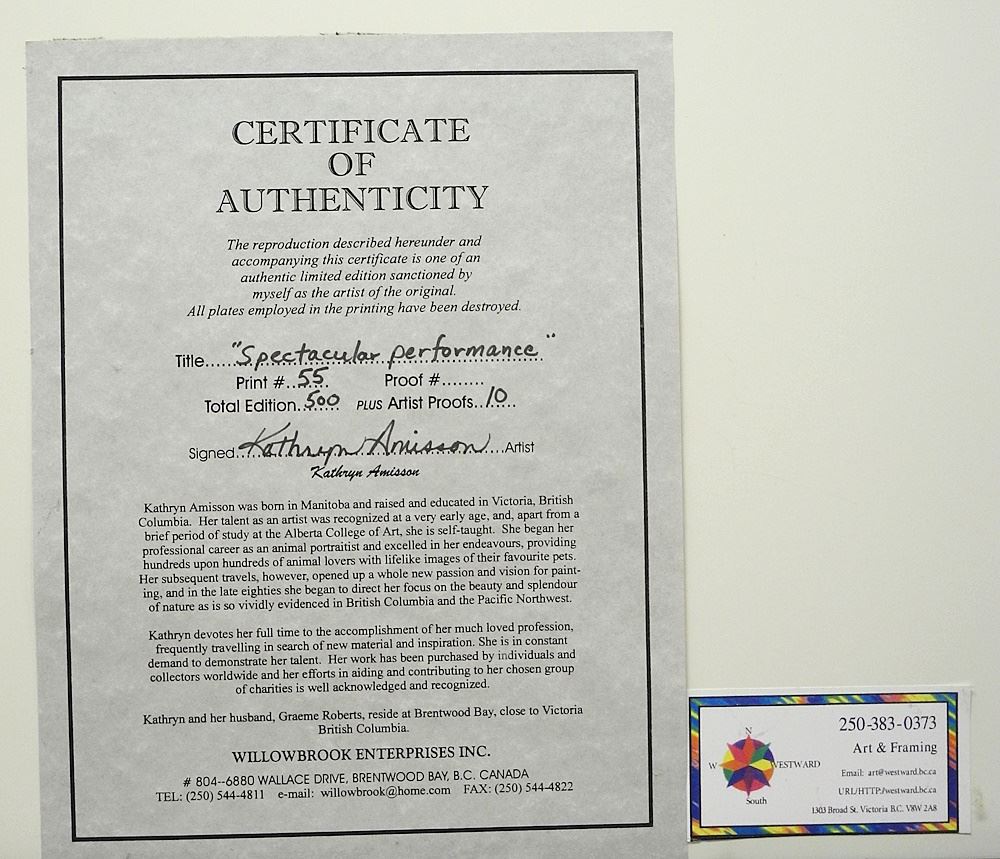 CERTIFICATE
OF
AUTHENTICITY
The reproduction described hereunder and
accompanying this certificate is one of an
authentic limited edition sanctioned by
myself as the artist of the original.
All plates employed in the printing have been destroyed.
Title......"Spectacular performance"
Print #..55. Proof #........
Total Edition..500 PLUS Artist Proofs..10...
Signed....Kathryn Amisson....Artist
Kathryn Amisson
Kathryn Amisson was born in Manitoba and raised and educated in Victoria, British
Columbia. Her talent as an artist was recognized at a very early age, and, apart from a
brief period of study at the Alberta College of Art, she is self-taught. She began her
professional career as an animal portraitist and excelled in her endeavours, providing
hundreds upon hundreds of animal lovers with lifelike images of their favourite pets.
Her subsequent travels, however, opened up a whole new passion and vision for paint-
ing, and in the late eighties she began to direct her focus on the beauty and splendour
of nature as is so vividly evidenced in British Columbia and the Pacific Northwest.
Kathryn devotes her full time to the accomplishment of her much loved profession,
frequently travelling in search of new material and inspiration. She is in constant
demand to demonstrate her talent. Her work has been purchased by individuals and
collectors worldwide and her efforts in aiding and contributing to her chosen group
of charities is well acknowledged and recognized.
Kathryn and her husband, Graeme Roberts, reside at Brentwood Bay, close to Victoria
British Columbia.
WILLOWBROOK ENTERPRISES INC.
# 804--6880 WALLACE DRIVE, BRENTWOOD BAY, B.C. CANADA
TEL: (250) 544-4811 e-mail: willowbrook@home.com FAX: (250) 544-4822
250-383-0373
Art & Framing
N
W WESTWARD
South
Email: art@westward.bc.ca
URL/HTTP://westward.bc.ca
1303 Broad St. Victoria B.C. V8W 2A8